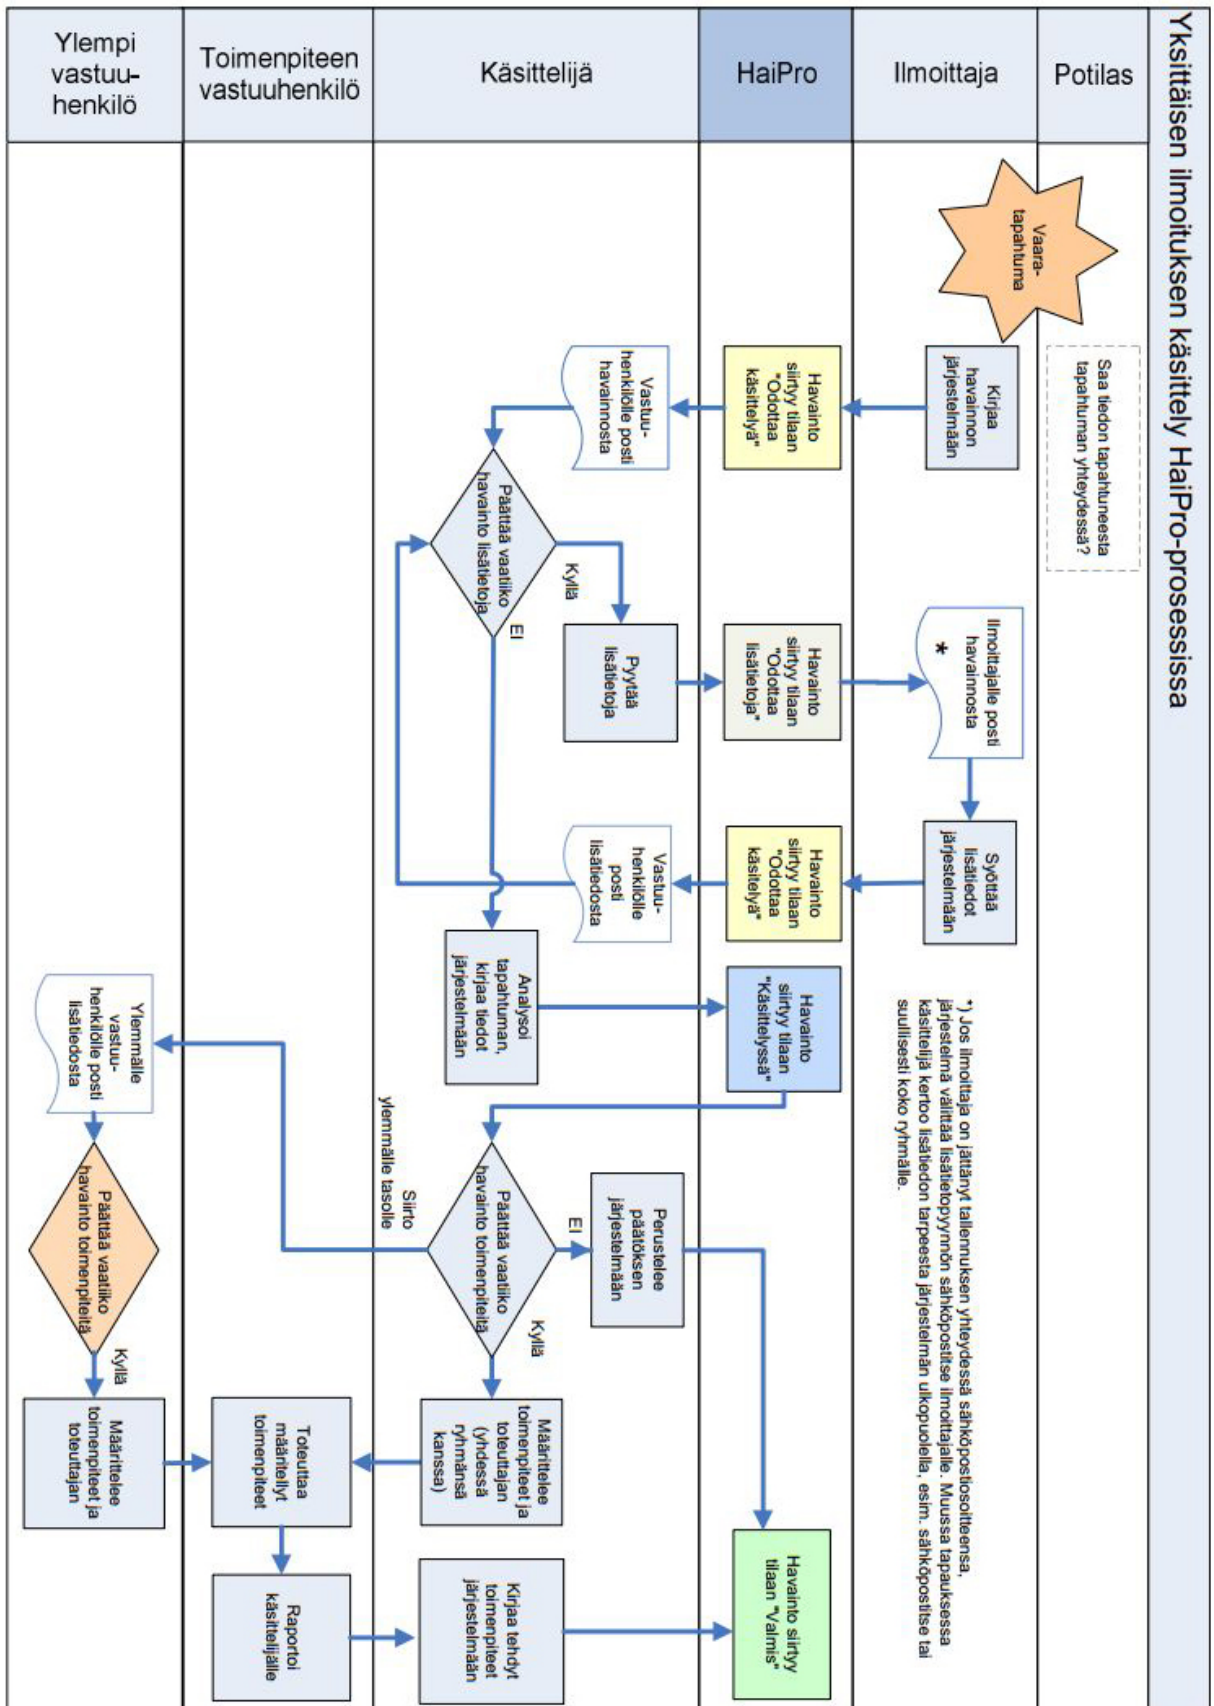 Yksittäisen ilmoituksen käsittely HaiPro-prosessissa
Potilas
Ilmoittaja
HaiPro
Käsittelijä
Toimenpiteen
vastuuhenkilö
Ylempi
vastuu-
henkilö
Vaara-
tapahtuma
Saa tiedon tapahtuneesta
tapahtuman yhteydessä?
Kirjaa
havainnon
järjestelmään
Havainto
siirtyy tilaan
"Odottaa
käsittelyä"
Vastuu-
henkilölle posti
havainnosta
Päättää vaatiiko
havainto lisätietoja
Kyllä
EI
Pyytää
lisätietoja
Havainto
siirtyy tilaan
"Odottaa
lisätietoja"
Ilmoittajalle posti
havainnosta
*
Syöttää
lisätiedot
järjestelmään
Havainto
siirtyy tilaan
"Odottaa
käsitelyä"
Vastuu-
henkilölle
posti
lisätiedosta
Analysoi
tapahtuman,
kirjaa tiedot
järjestelmään
Havainto
siirtyy tilaan
"Käsittelyssä"
*) Jos ilmoittaja on jättänyt tallennuksen yhteydessä sähköpostiosoitteensa,
järjestelmä välittää lisätietopyynnön sähköpostitse ilmoittajalle. Muussa tapauksessa
käsittelijä kertoo lisätiedon tarpeesta järjestelmän ulkopuolella, esim. sähköpostitse tai
suullisesti koko ryhmälle.
Päättää vaatiiko
havainto toimenpiteitä
EI
Kyllä
Siirto
ylemmälle tasolle
Perustelee
päätöksen
järjestelmään
Ylemmälle
vastuu-
henkilölle posti
lisätiedosta
Päättää vaatiiko
havainto toimenpiteitä
Kyllä
Määrittelee
toimenpiteet ja
toteuttajan
Määrittelee
toimenpiteet ja
toteuttajan
(yhdessä
ryhmänsä
kanssa)
Toteuttaa
määritellyt
toimenpiteet
Raportoi
käsittelijälle
Kirjaa tehdyt
toimenpiteet
järjestelmään
Havainto siirtyy
tilaan "Valmis"